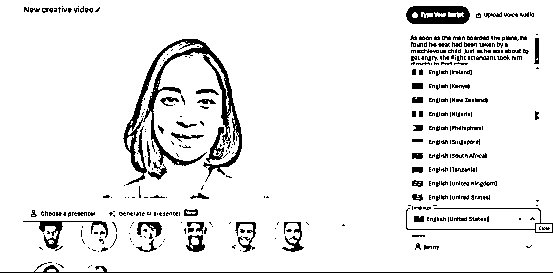 New creative video
Type Your Script
Upload Voice Audio
As soon as the man boarded the plane, he
found his seat had been taken by a
mischievous child. Just as he was about to
get angry, the flight attendant took him
English (Ireland)
English (Kenya)
English (New Zealand)
English (Nigeria)
English (Philippines)
English (Singapore)
English (South Africa)
English (Tanzania)
English (United Kingdom)
English (United States)
Language
English (United States)
Close
Choose a presenter
Generate AI presenter
Jenny